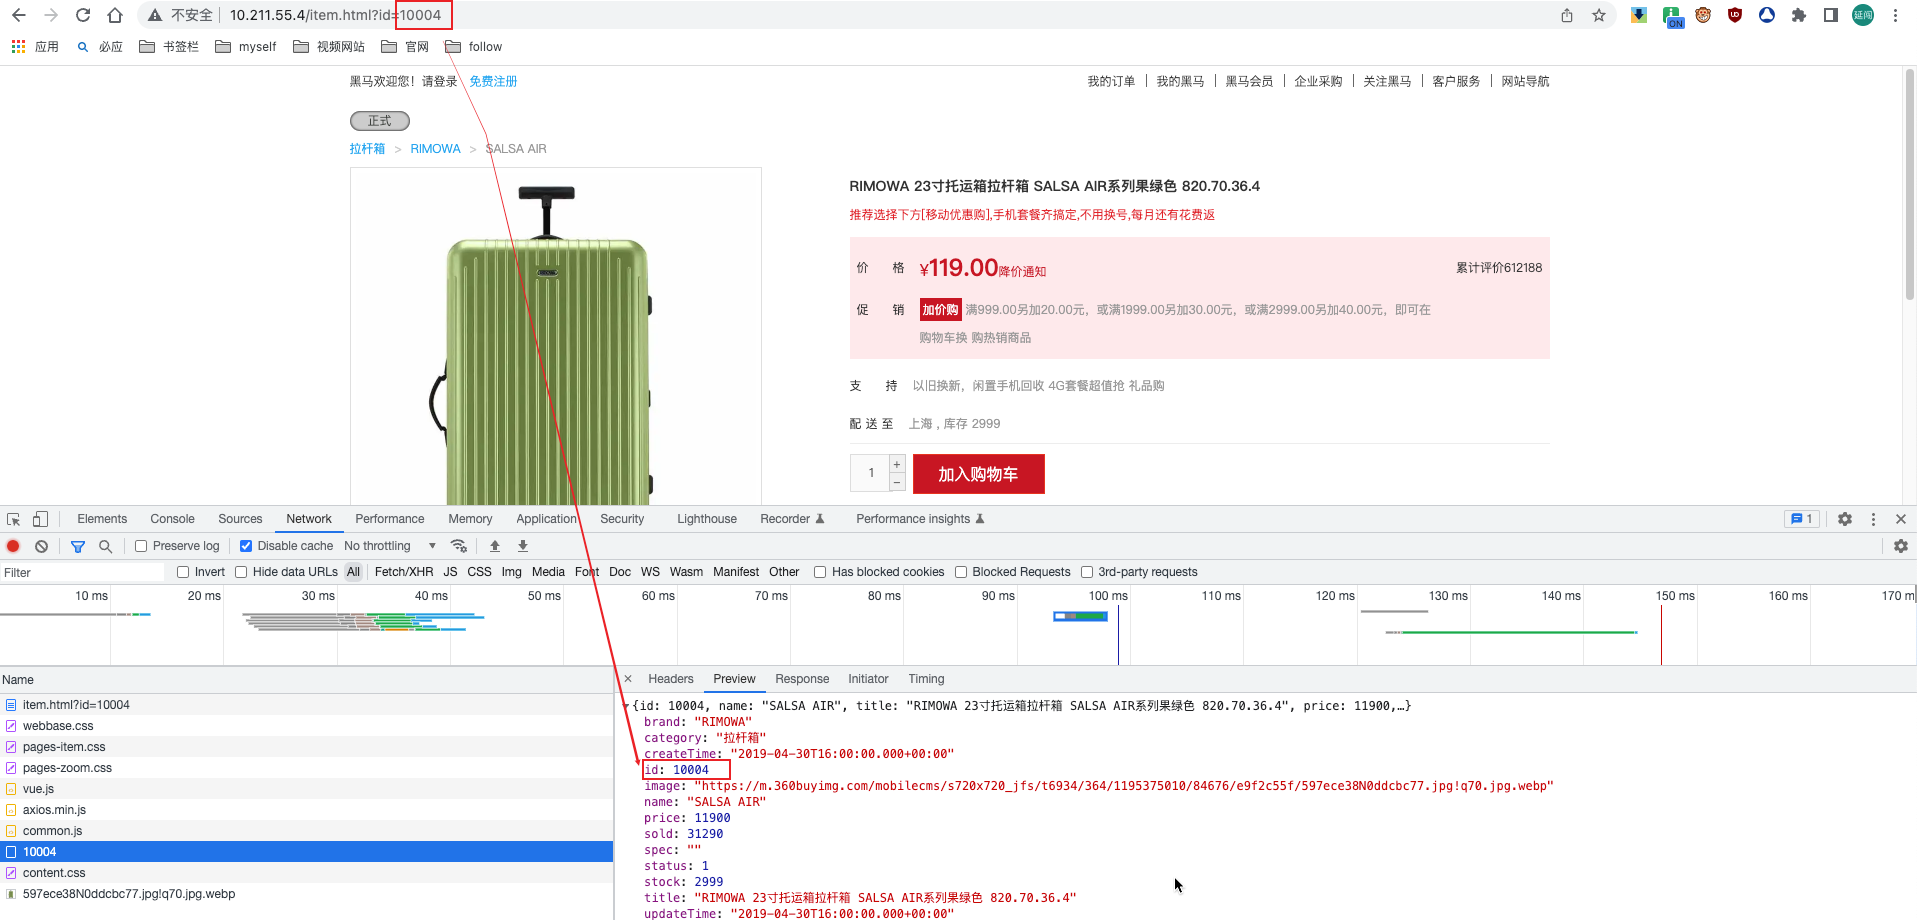 不安全 10.211.55.4/item.html?id=10004
应用 必应 书签栏 myself 视频网站 官网 follow
延闯
ON
黑马欢迎您！请登录 免费注册
我的订单 我的黑马 黑马会员 企业采购 关注黑马 客户服务 网站导航
正式
拉杆箱 > RIMOWA > SALSA AIR
RIMOWA 23寸托运箱拉杆箱 SALSA AIR系列果绿色 820.70.36.4
推荐选择下方[移动优惠购],手机套餐齐搞定,不用换号,每月还有花费返
价 格 ¥119.00降价通知 累计评价612188
促 销 加价购 满999.00另加20.00元，或满1999.00另加30.00元，或满2999.00另加40.00元，即可在
购物车换 购热销商品
支 持 以旧换新，闲置手机回收 4G套餐超值抢 礼品购
配 送 至 上海 , 库存 2999
1 + - 加入购物车
Elements Console Sources Network Performance Memory Application Security Lighthouse Recorder Performance insights 1
Preserve log Disable cache No throttling
Filter Invert Hide data URLs All Fetch/XHR JS CSS Img Media Font Doc WS Wasm Manifest Other Has blocked cookies Blocked Requests 3rd-party requests
10 ms 20 ms 30 ms 40 ms 50 ms 60 ms 70 ms 80 ms 90 ms 100 ms 110 ms 120 ms 130 ms 140 ms 150 ms 160 ms 170 m
Name
item.html?id=10004
webbase.css
pages-item.css
pages-zoom.css
vue.js
axios.min.js
common.js
10004
content.css
597ece38N0ddcbc77.jpg!q70.jpg.webp
× Headers Preview Response Initiator Timing
{id: 10004, name: "SALSA AIR", title: "RIMOWA 23寸托运箱拉杆箱 SALSA AIR系列果绿色 820.70.36.4", price: 11900,…}
brand: "RIMOWA"
category: "拉杆箱"
createTime: "2019-04-30T16:00:00.000+00:00"
id: 10004
image: "https://m.360buyimg.com/mobilecms/s720x720_jfs/t6934/364/1195375010/84676/e9f2c55f/597ece38N0ddcbc77.jpg!q70.jpg.webp"
name: "SALSA AIR"
price: 11900
sold: 31290
spec: ""
status: 1
stock: 2999
title: "RIMOWA 23寸托运箱拉杆箱 SALSA AIR系列果绿色 820.70.36.4"
updateTime: "2019-04-30T16:00:00.000+00:00"